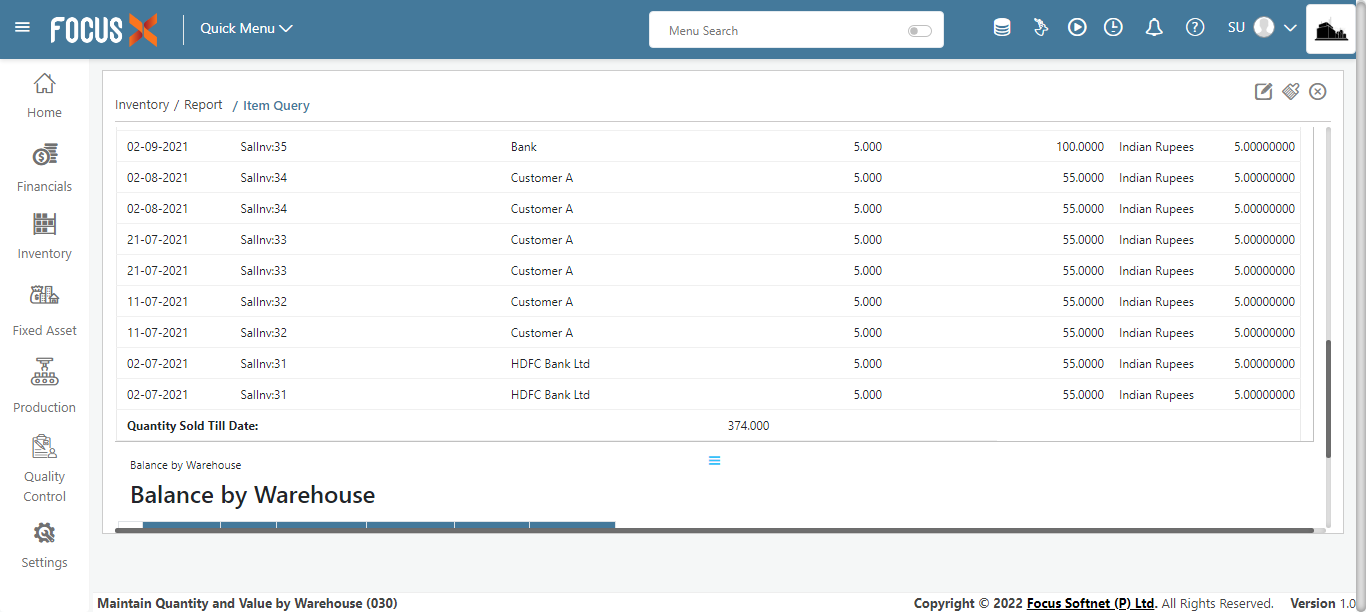 FOCUS X
Quick Menu
Menu Search
SU
Home
Financials
Inventory
Fixed Asset
Production
Quality
Control
Settings
Inventory / Report / Item Query
02-09-2021 SalInv:35 Bank 5.000 100.0000 Indian Rupees 5.00000000
02-08-2021 SalInv:34 Customer A 5.000 55.0000 Indian Rupees 5.00000000
02-08-2021 SalInv:34 Customer A 5.000 55.0000 Indian Rupees 5.00000000
21-07-2021 SalInv:33 Customer A 5.000 55.0000 Indian Rupees 5.00000000
21-07-2021 SalInv:33 Customer A 5.000 55.0000 Indian Rupees 5.00000000
11-07-2021 SalInv:32 Customer A 5.000 55.0000 Indian Rupees 5.00000000
11-07-2021 SalInv:32 Customer A 5.000 55.0000 Indian Rupees 5.00000000
02-07-2021 SalInv:31 HDFC Bank Ltd 5.000 55.0000 Indian Rupees 5.00000000
02-07-2021 SalInv:31 HDFC Bank Ltd 5.000 55.0000 Indian Rupees 5.00000000
Quantity Sold Till Date: 374.000
Balance by Warehouse
Balance by Warehouse
Maintain Quantity and Value by Warehouse (030)
Copyright © 2022 Focus Softnet (P) Ltd. All Rights Reserved. Version 1.0